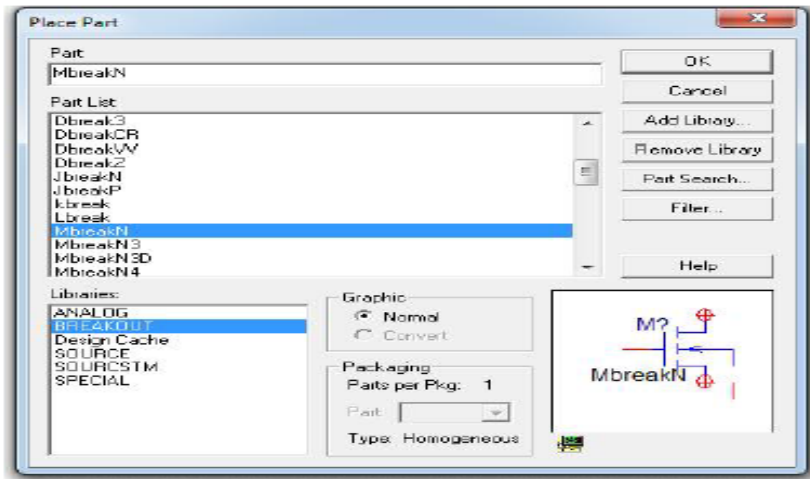 Place Part
Part
MbreakN
Part List:
Dbreak3
DbreakCR
DbreakVV
DbreakZ
JbreakN
JbreakP
kbreak
Lbreak
MbreakN
MbreakN3
MbreakN3D
MbreakN4
OK
Cancel
Add Library...
Remove Library
Part Search...
Filter...
Help
Libraries:
ANALOG
BREAKOUT
Design Cache
SOURCE
SOURCSTM
SPECIAL
Graphic
Normal
Convert
Packaging
Parts per Pkg: 1
Part:
Type: Homogeneous
M?
MbreakN